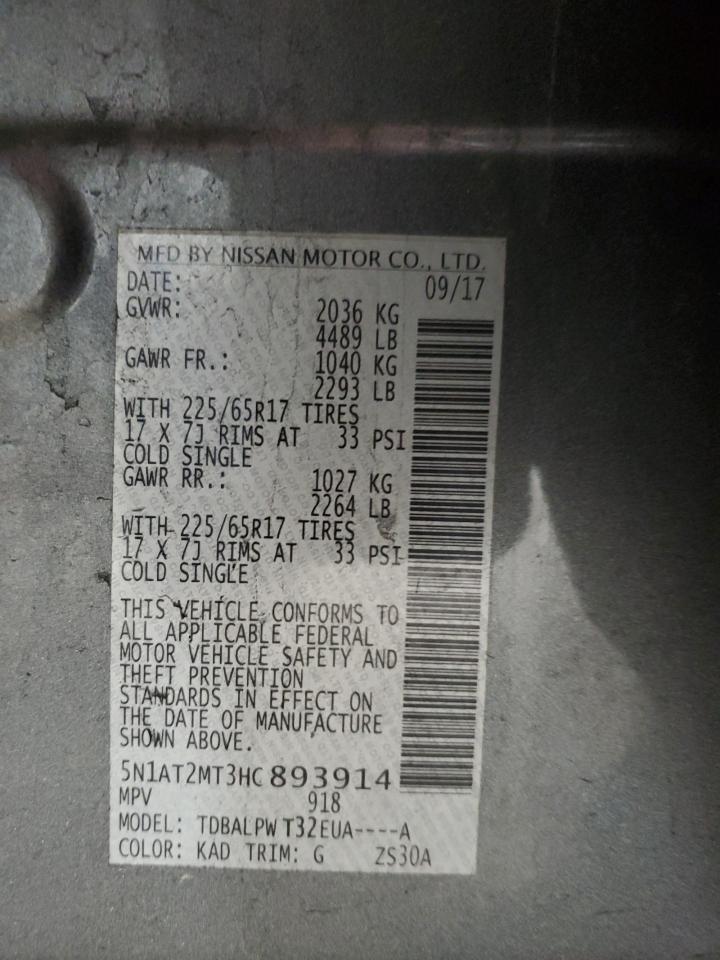 MFD BY NISSAN MOTOR CO., LTD.
DATE: 09/17
GVWR: 2036 KG
4489 LB
GAWR FR.: 1040 KG
2293 LB
WITH 225/65R17 TIRES
17 X 7J RIMS AT 33 PSI
COLD SINGLE
GAWR RR.: 1027 KG
2264 LB
WITH 225/65R17 TIRES
17 X 7J RIMS AT 33 PSI
COLD SINGLE
THIS VEHICLE CONFORMS TO
ALL APPLICABLE FEDERAL
MOTOR VEHICLE SAFETY AND
THEFT PREVENTION
STANDARDS IN EFFECT ON
THE DATE OF MANUFACTURE
SHOWN ABOVE.
5N1AT2MT3HC893914
MPV 918
MODEL: TDBALPW T32EUA----A
COLOR: KAD TRIM: G ZS30A